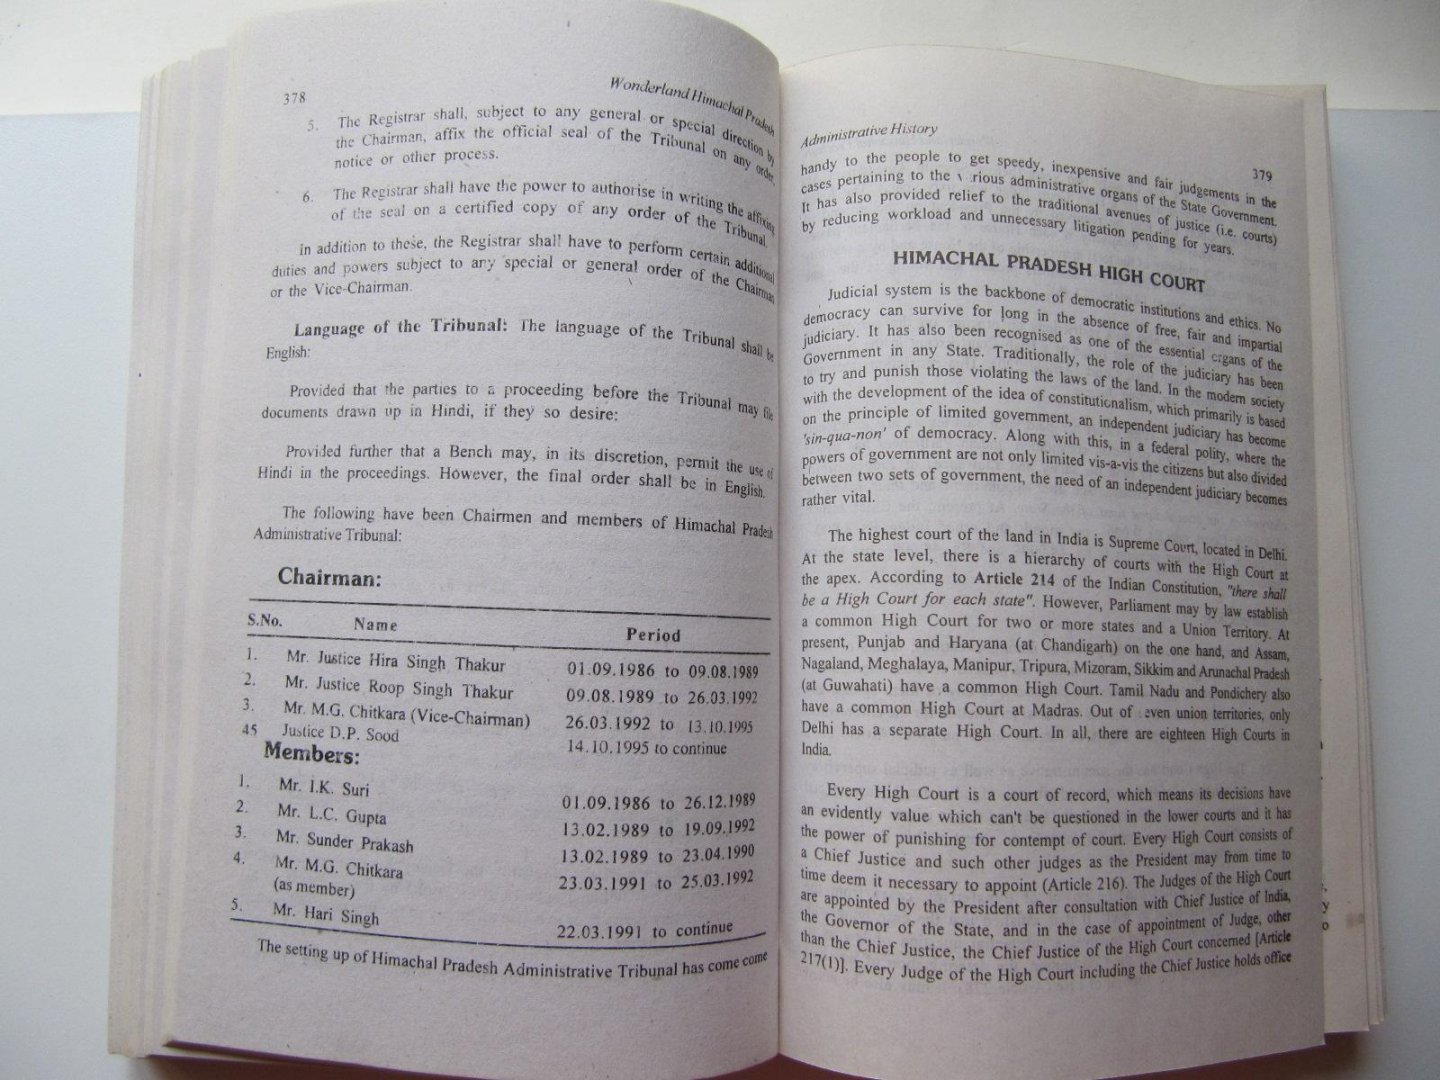 378
Wonderland Himachal Pradesh
5. The Registrar shall, subject to any general or special direction by
the Chairman, affix the official seal of the Tribunal on any order,
notice or other process.
6. The Registrar shall have the power to authorise in writing the affixing
of the seal on a certified copy of any order of the Tribunal.
In addition to these, the Registrar shall have to perform certain additional
duties and powers subject to any special or general order of the Chairman
or the Vice-Chairman.
Language of the Tribunal: The language of the Tribunal shall be
English:
Provided that the parties to a proceeding before the Tribunal may file
documents drawn up in Hindi, if they so desire:
Provided further that a Bench may, in its discretion, permit the use of
Hindi in the proceedings. However, the final order shall be in English.
The following have been Chairmen and members of Himachal Pradesh
Administrative Tribunal:
Chairman:
S.No. Name Period
1. Mr. Justice Hira Singh Thakur 01.09.1986 to 09.08.1989
2. Mr. Justice Roop Singh Thakur 09.08.1989 to 26.03.1992
3. Mr. M.G. Chitkara (Vice-Chairman) 26.03.1992 to 13.10.1995
45 Justice D.P. Sood 14.10.1995 to continue
Members:
1. Mr. I.K. Suri 01.09.1986 to 26.12.1989
2. Mr. L.C. Gupta 13.02.1989 to 19.09.1992
3. Mr. Sunder Prakash 13.02.1989 to 23.04.1990
4. Mr. M.G. Chitkara 23.03.1991 to 25.03.1992
(as member)
5. Mr. Hari Singh 22.03.1991 to continue
The setting up of Himachal Pradesh Administrative Tribunal has come come
Administrative History
379
handy to the people to get speedy, inexpensive and fair judgements in the
cases pertaining to the rious administrative organs of the State Government.
It has also provided relief to the traditional avenues of justice (i.e. courts)
by reducing workload and unnecessary litigation pending for years.
HIMACHAL PRADESH HIGH COURT
Judicial system is the backbone of democratic institutions and ethics. No
democracy can survive for long in the absence of free, fair and impartial
judiciary. It has also been recognised as one of the essential organs of the
Government in any State. Traditionally, the role of the judiciary has been
to try and punish those violating the laws of the land. In the modern society
with the development of the idea of constitutionalism, which primarily is based
on the principle of limited government, an independent judiciary has become
'sin-qua-non' of democracy. Along with this, in a federal polity, where the
powers of government are not only limited vis-a-vis the citizens but also divided
between two sets of government, the need of an independent judiciary becomes
rather vital.
The highest court of the land in India is Supreme Court, located in Delhi.
At the state level, there is a hierarchy of courts with the High Court at
the apex. According to Article 214 of the Indian Constitution, "there shall
be a High Court for each state". However, Parliament may by law establish
a common High Court for two or more states and a Union Territory. At
present, Punjab and Haryana (at Chandigarh) on the one hand, and Assam,
Nagaland, Meghalaya, Manipur, Tripura, Mizoram, Sikkim and Arunachal Pradesh
(at Guwahati) have a common High Court. Tamil Nadu and Pondichery also
have a common High Court at Madras. Out of even union territories, only
Delhi has a separate High Court. In all, there are eighteen High Courts in
India.
Every High Court is a court of record, which means its decisions have
an evidently value which can't be questioned in the lower courts and it has
the power of punishing for contempt of court. Every High Court consists of
a Chief Justice and such other judges as the President may from time to
time deem it necessary to appoint (Article 216). The Judges of the High Court
are appointed by the President after consultation with Chief Justice of India,
the Governor of the State, and in the case of appointment of Judge, other
than the Chief Justice, the Chief Justice of the High Court concerned [Article
217(1)]. Every Judge of the High Court including the Chief Justice holds office